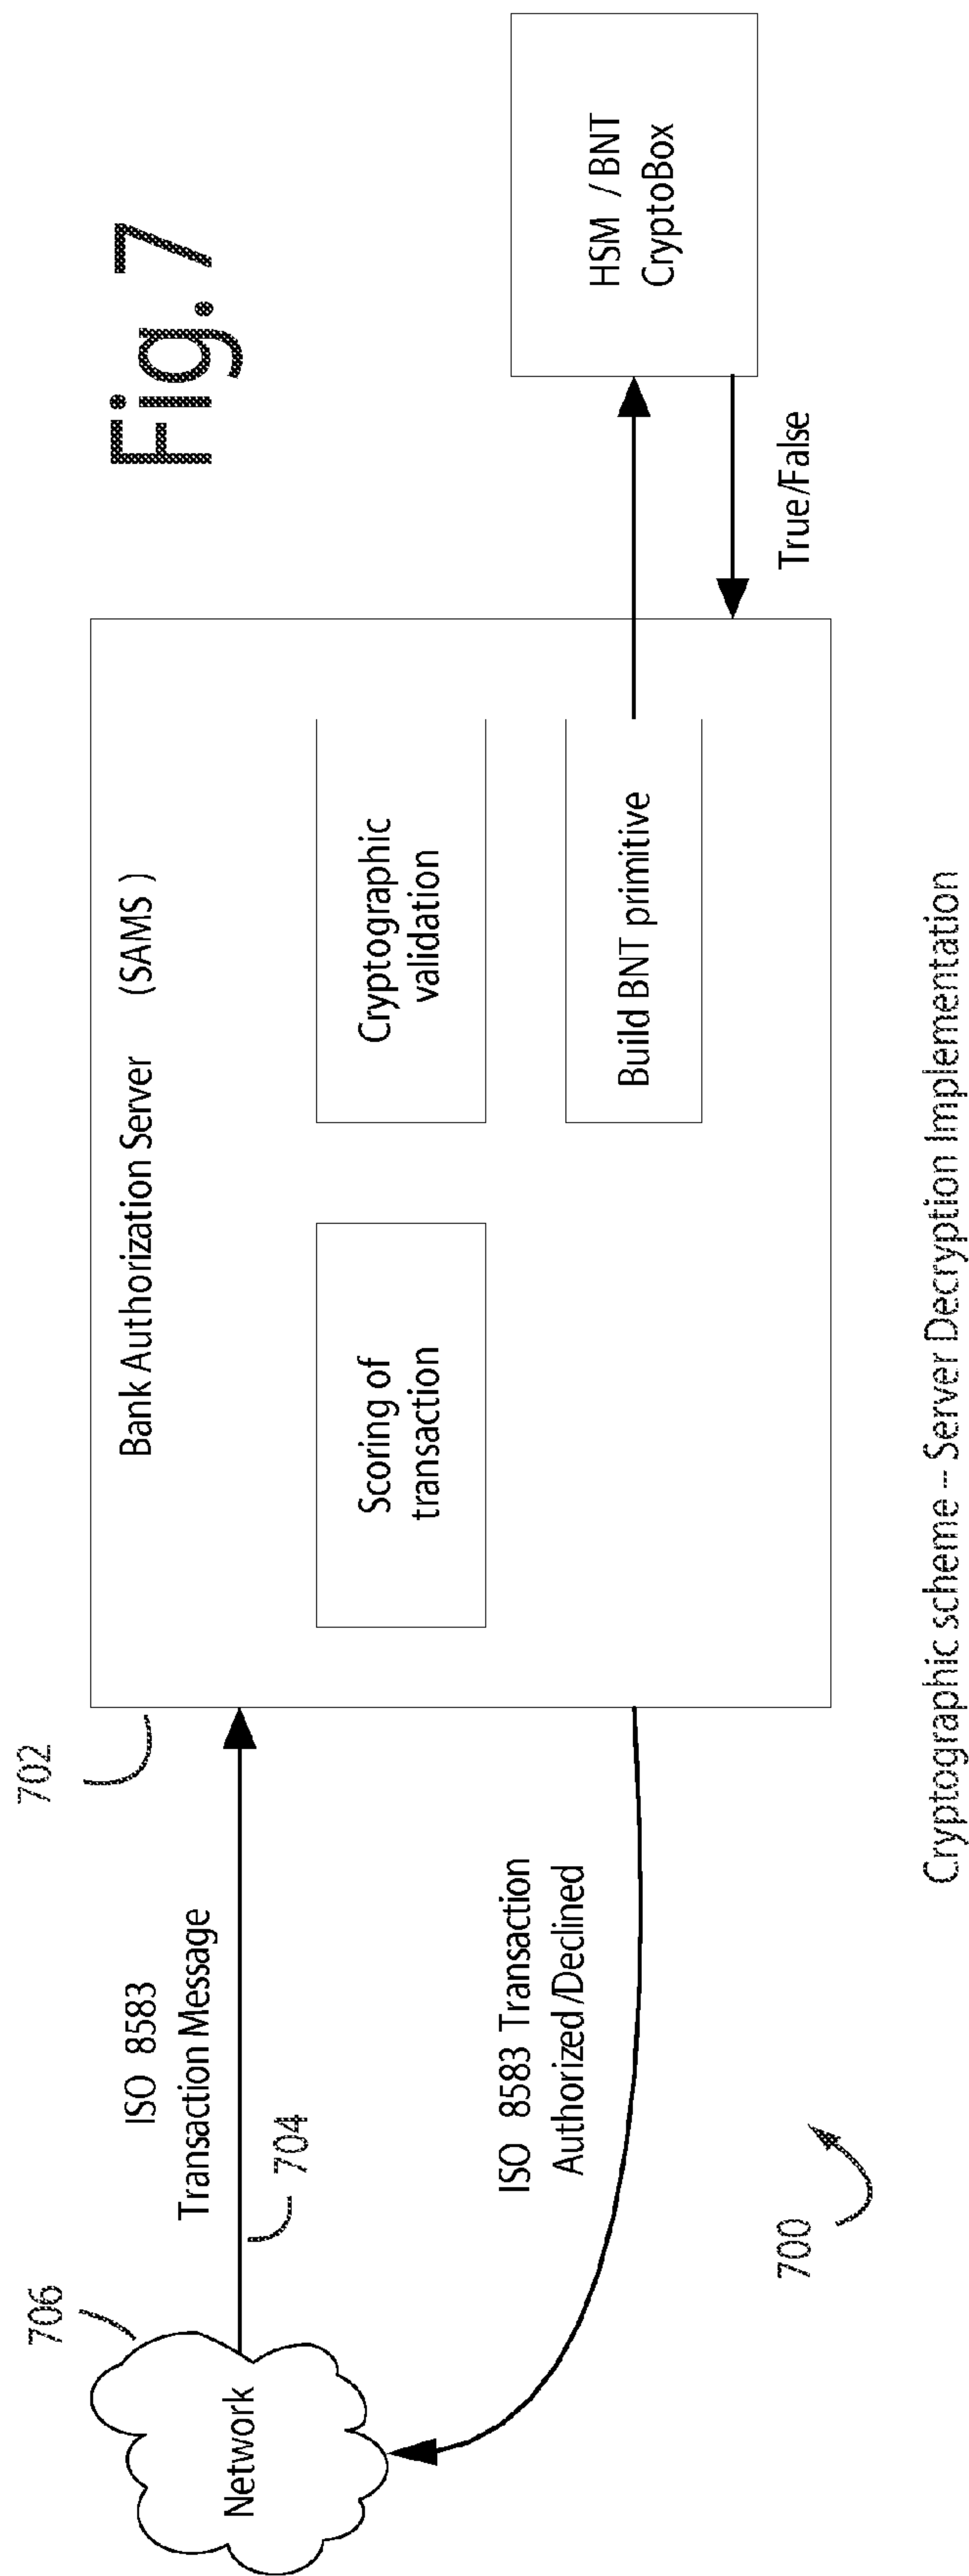 Fig. 7
706
Network
ISO 8583
Transaction Message
704
702
Bank Authorization Server (SAMS )
Scoring of
transaction
Cryptographic
validation
Build BNT primitive
HSM / BNT
CryptoBox
True/False
ISO 8583 Transaction
Authorized/Declined
700
Cryptographic scheme -- Server Decryption Implementation